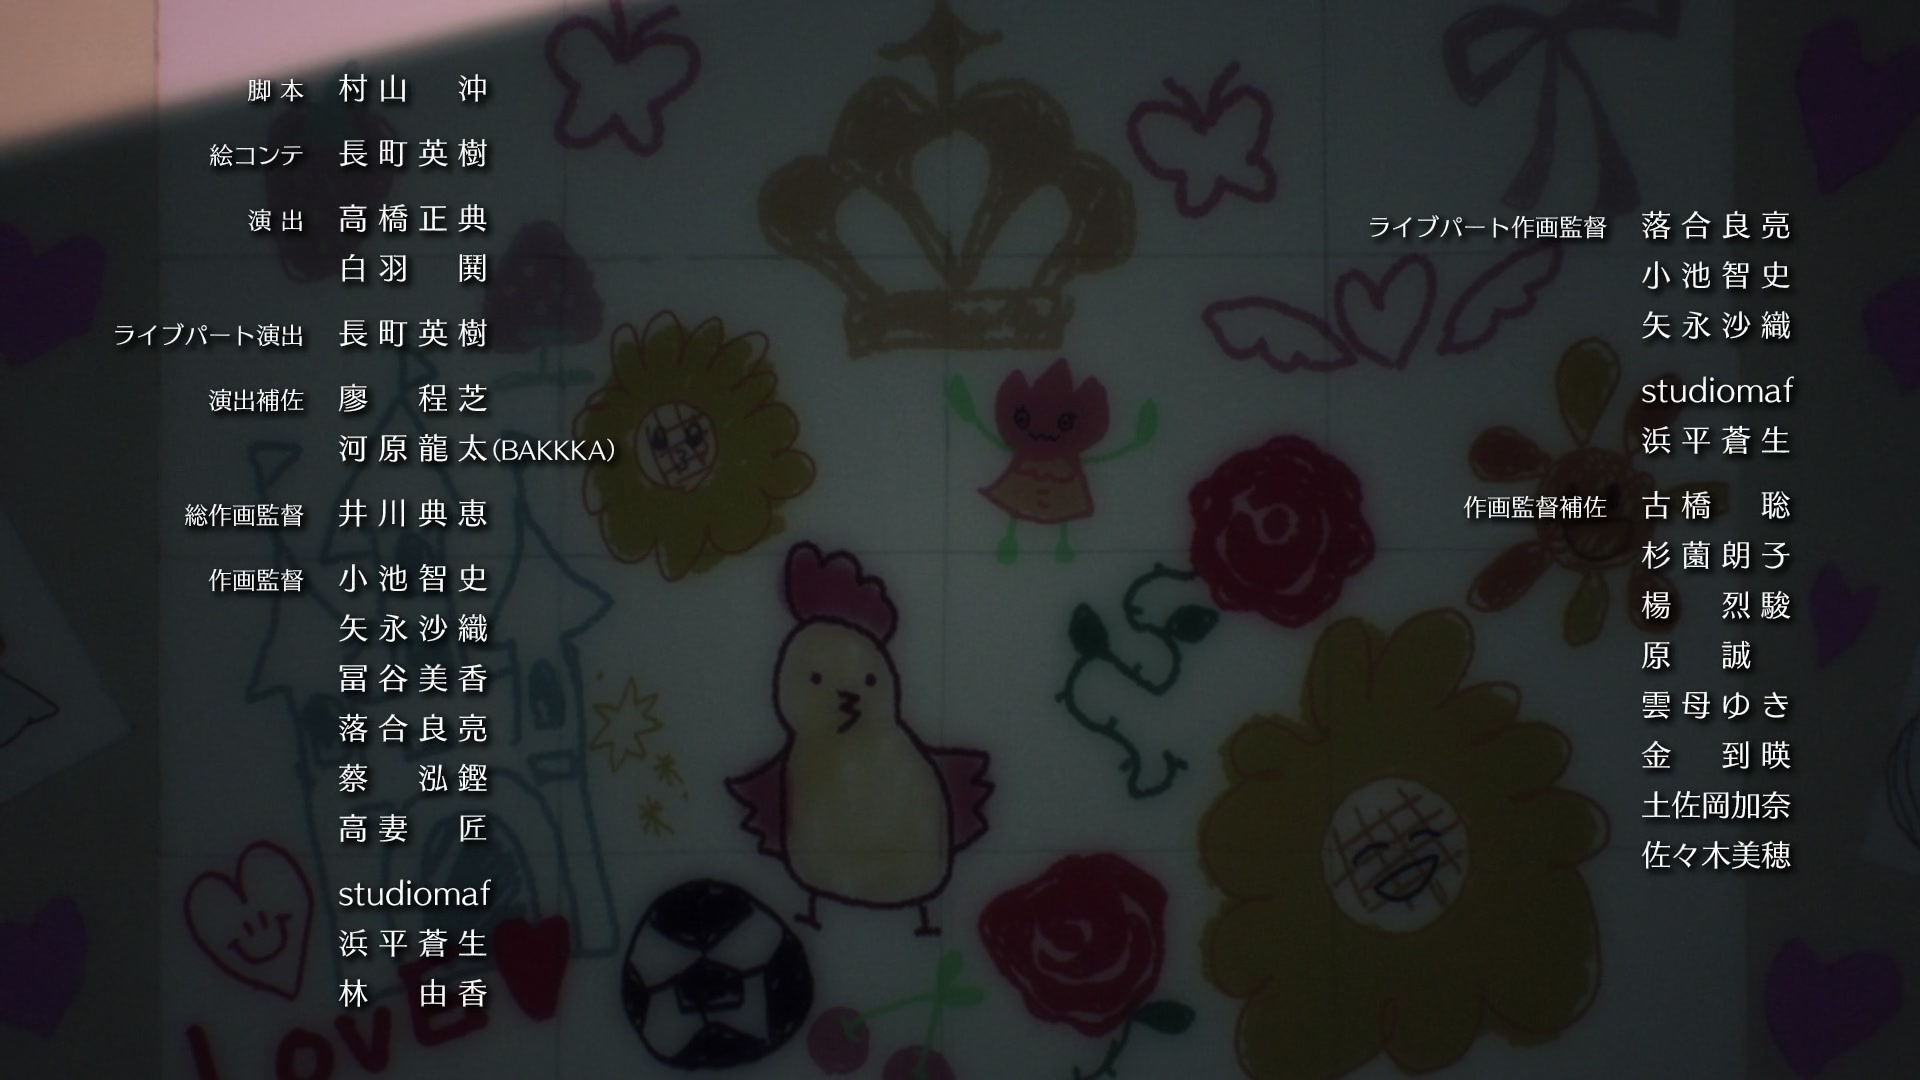 脚本 村山 沖
絵コンテ 長町英樹
演出 高橋正典
白羽 鬨
ライブパート演出 長町英樹
演出補佐 廖 程芝
河原龍太(BAKKKA)
総作画監督 井川典恵
作画監督 小池智史
矢永沙織
冨谷美香
落合良亮
蔡 泓鏗
高妻 匠
studiomaf
浜平蒼生
林 由香
ライブパート作画監督 落合良亮
小池智史
矢永沙織
studiomaf
浜平蒼生
作画監督補佐 古橋 聡
杉薗朗子
楊 烈駿
原 誠
雲母ゆき
金 到暎
土佐岡加奈
佐々木美穂
LovE